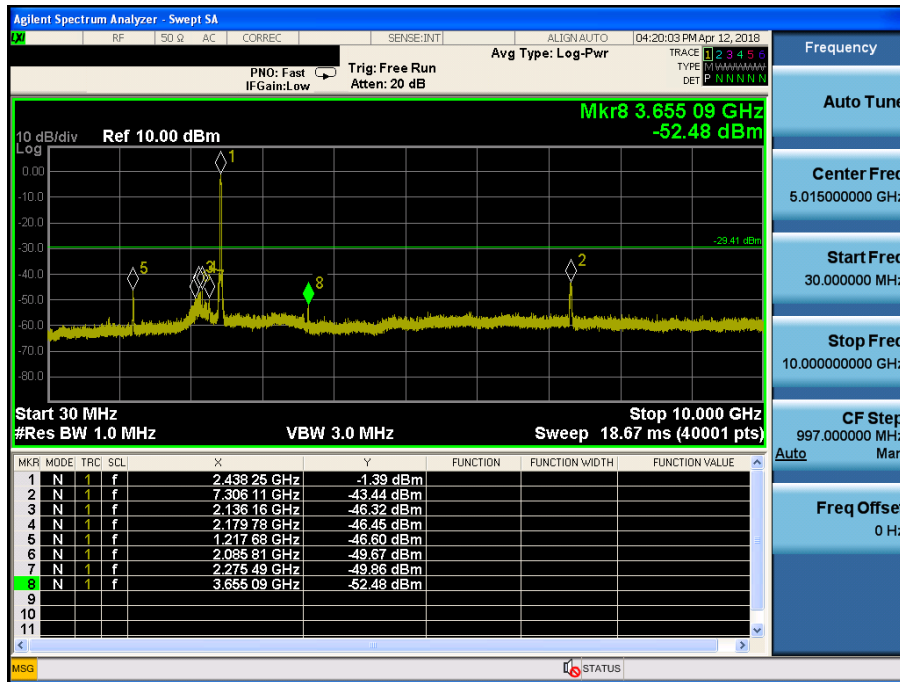 Agilent Spectrum Analyzer - Swept SA
LXI RF 50 Ω AC CORREC SENSE:INT ALIGN AUTO 04:20:03 PM Apr 12, 2018
Frequency
PNO: Fast
IFGain:Low
Trig: Free Run
Atten: 20 dB
Avg Type: Log-Pwr
TRACE 1 2 3 4 5 6
TYPE M
DET P N N N N N
Auto Tune
Mkr8 3.655 09 GHz
-52.48 dBm
10 dB/div Ref 10.00 dBm
Log
0.00
-10.0
-20.0
-30.0
-40.0
-50.0
-60.0
-70.0
-80.0
1
2
5
8
-29.41 dBm
Start 30 MHz Stop 10.000 GHz
#Res BW 1.0 MHz VBW 3.0 MHz Sweep 18.67 ms (40001 pts)
Center Freq
5.015000000 GHz
Start Freq
30.000000 MHz
Stop Freq
10.000000000 GHz
CF Step
997.000000 MHz
Auto Man
Freq Offset
0 Hz
MKR MODE TRC SCL X Y FUNCTION FUNCTION WIDTH FUNCTION VALUE
1 N 1 f 2.438 25 GHz -1.39 dBm
2 N 1 f 7.306 11 GHz -43.44 dBm
3 N 1 f 2.136 16 GHz -46.32 dBm
4 N 1 f 2.179 78 GHz -46.45 dBm
5 N 1 f 1.217 68 GHz -46.60 dBm
6 N 1 f 2.085 81 GHz -49.67 dBm
7 N 1 f 2.275 49 GHz -49.86 dBm
8 N 1 f 3.655 09 GHz -52.48 dBm
9
10
11
MSG STATUS